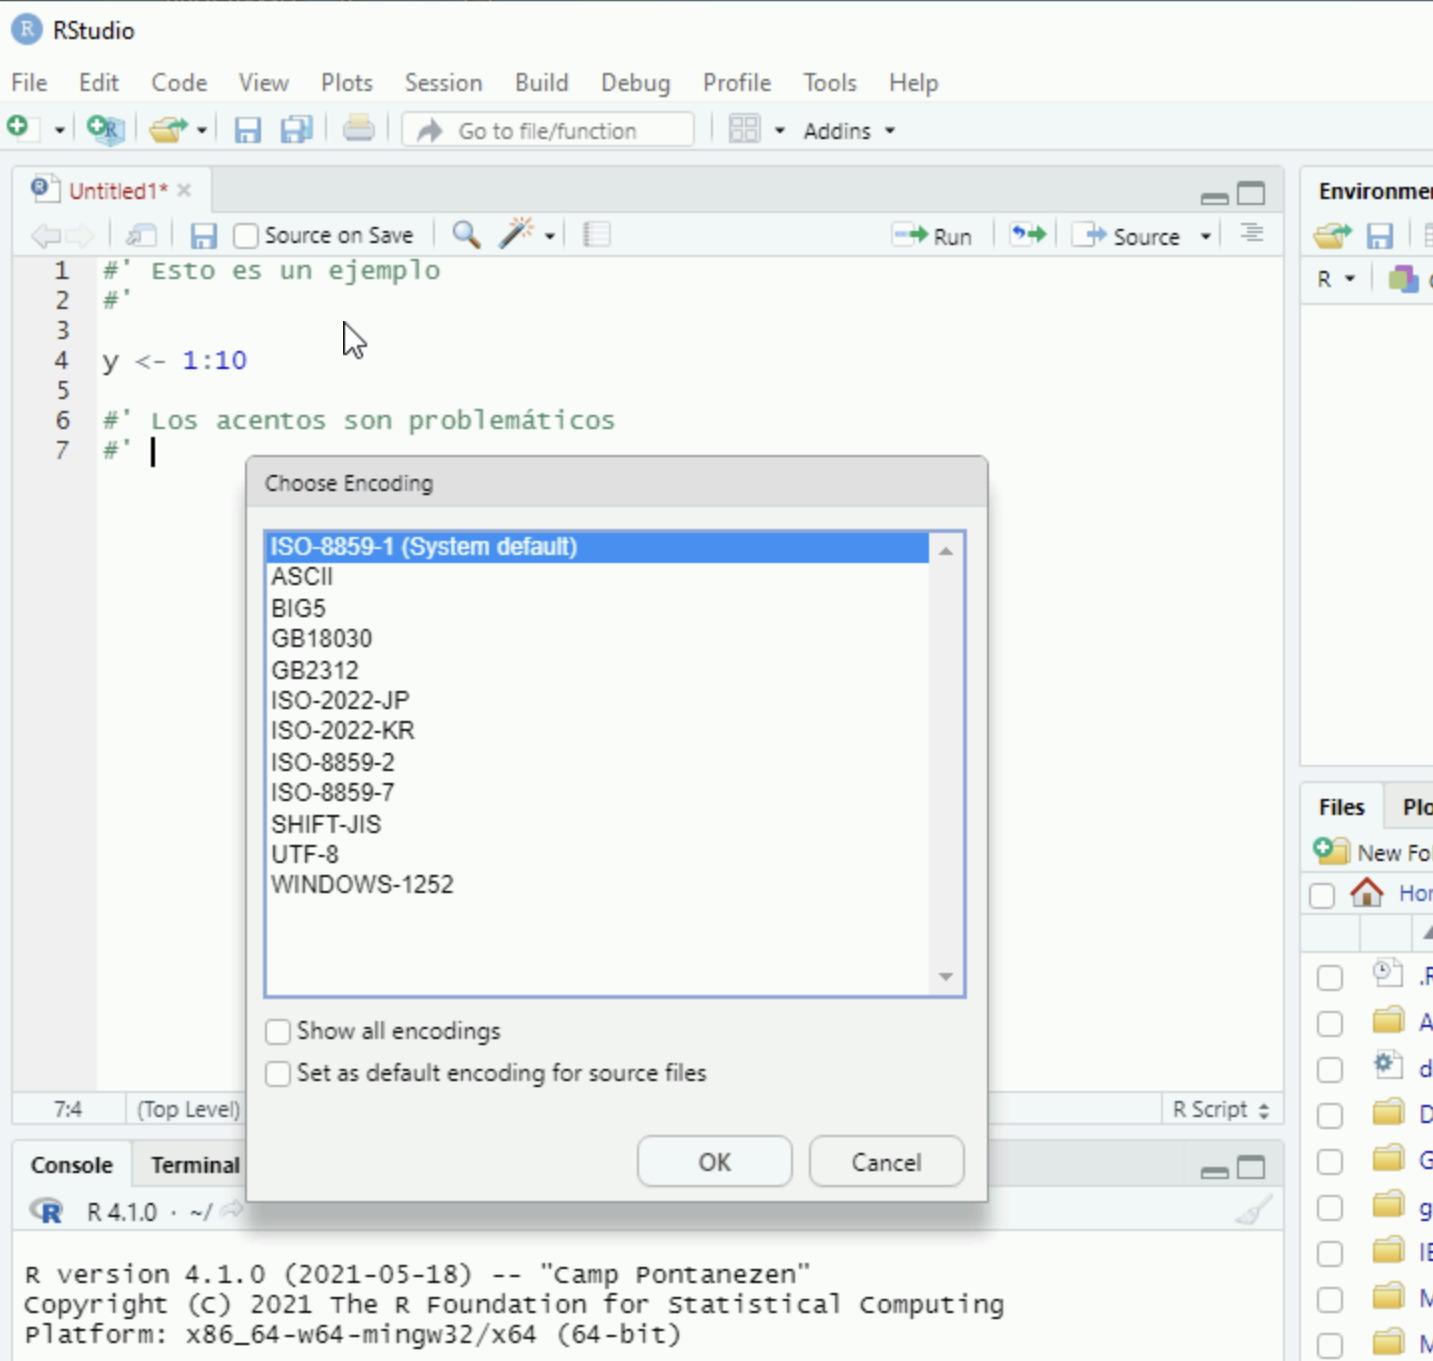 RStudio
File Edit Code View Plots Session Build Debug Profile Tools Help
Go to file/function Addins
Untitled1*
Source on Save Run Source
1 #' Esto es un ejemplo
2 #'
3
4 y <- 1:10
5
6 #' Los acentos son problemáticos
7 #'
Choose Encoding
ISO-8859-1 (System default)
ASCII
BIG5
GB18030
GB2312
ISO-2022-JP
ISO-2022-KR
ISO-8859-2
ISO-8859-7
SHIFT-JIS
UTF-8
WINDOWS-1252
Show all encodings
Set as default encoding for source files
OK Cancel
7:4 (Top Level) R Script
Console Terminal
R 4.1.0 · ~/
R version 4.1.0 (2021-05-18) -- "Camp Pontanezen"
Copyright (C) 2021 The R Foundation for Statistical Computing
Platform: x86_64-w64-mingw32/x64 (64-bit)
R
Files
New